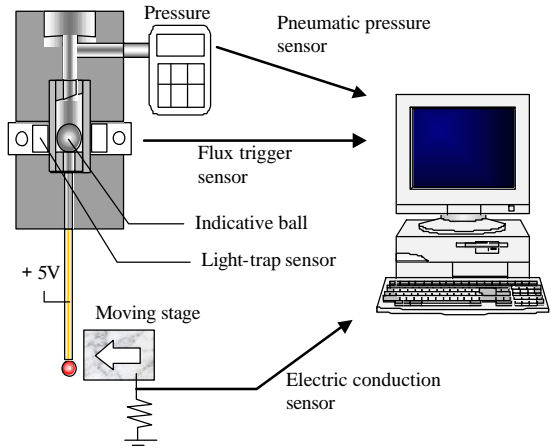 Pressure
Pneumatic pressure
sensor
Flux trigger
sensor
Indicative ball
Light-trap sensor
+ 5V
Moving stage
Electric conduction
sensor